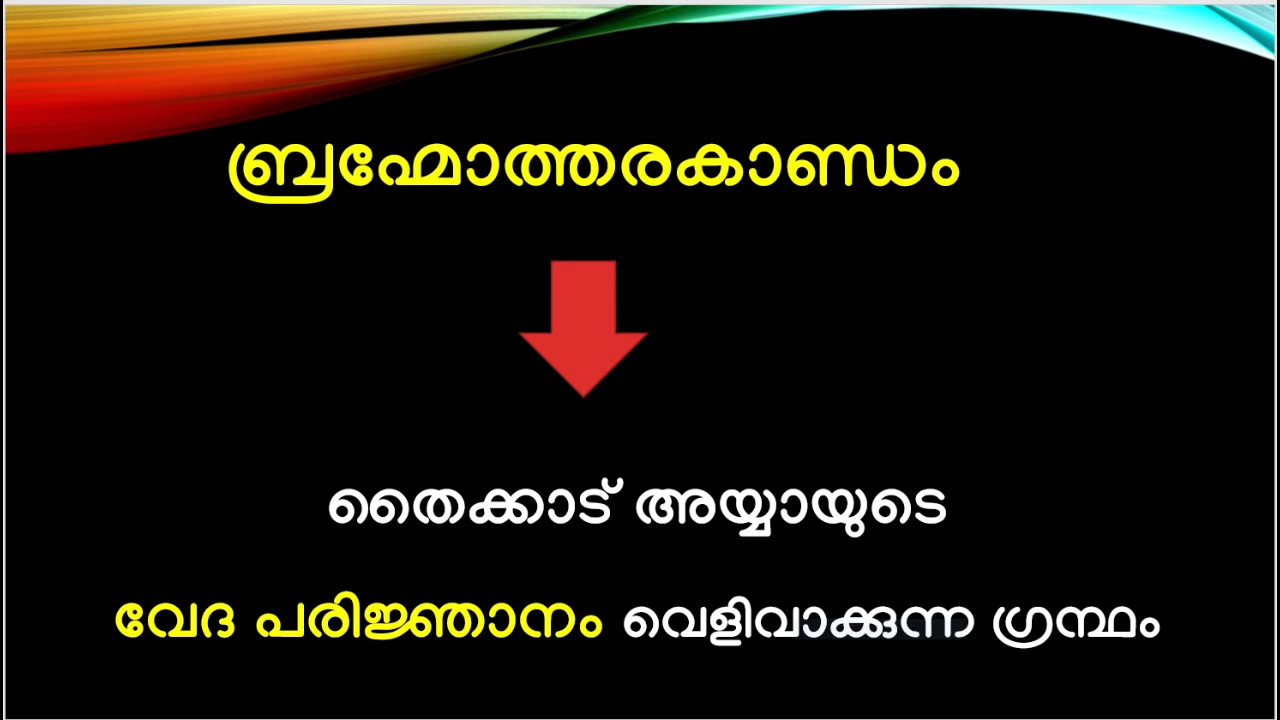 ബ്രഹ്മോത്തരകാണ്ഡം
തൈക്കാട് അയ്യായുടെ
വേദ പരിജ്ഞാനം വെളിവാക്കുന്ന ഗ്രന്ഥം